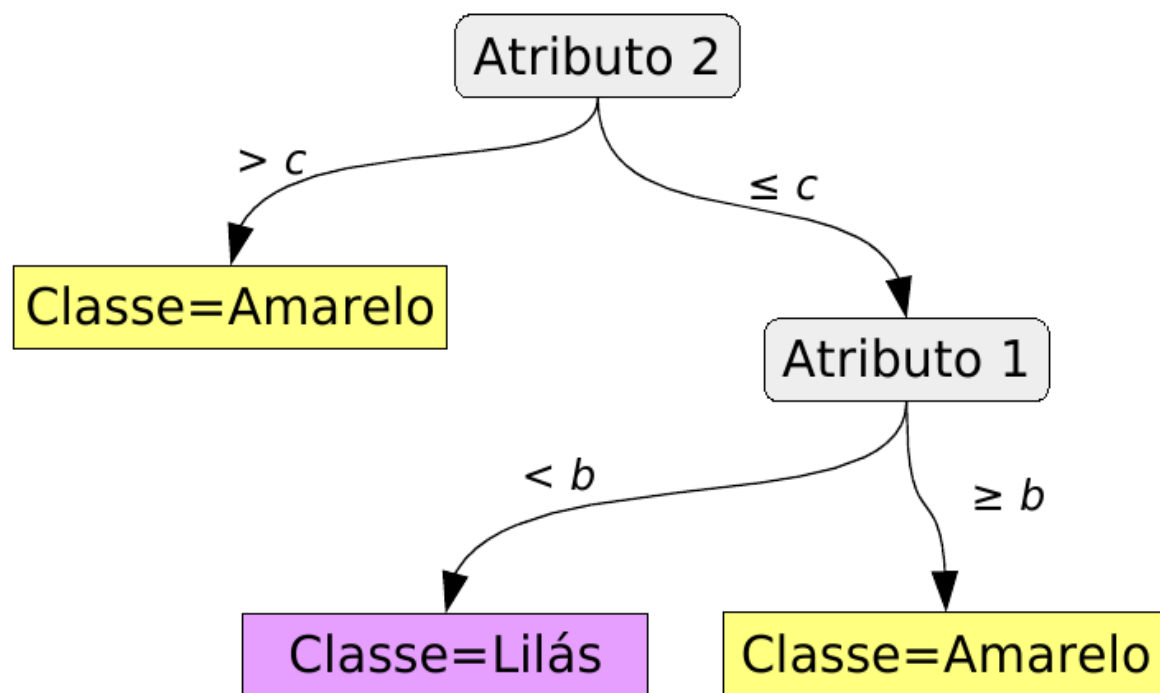 Atributo 2
> c
≤ c
Classe=Amarelo
Atributo 1
< b
≥ b
Classe=Lilás
Classe=Amarelo